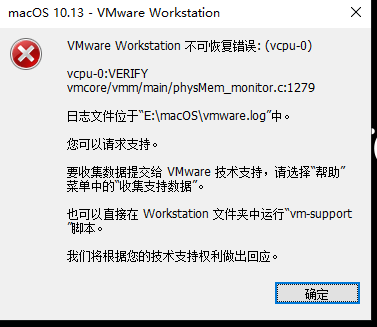 macOS 10.13 - VMware Workstation
VMware Workstation 不可恢复错误: (vcpu-0)
vcpu-0:VERIFY
vmcore/vmm/main/physMem_monitor.c:1279
日志文件位于“E:\macOS\vmware.log”中。
您可以请求支持。
要收集数据提交给 VMware 技术支持，请选择“帮助”
菜单中的“收集支持数据”。
也可以直接在 Workstation 文件夹中运行“vm-support
”脚本。
我们将根据您的技术支持权利做出回应。
确定